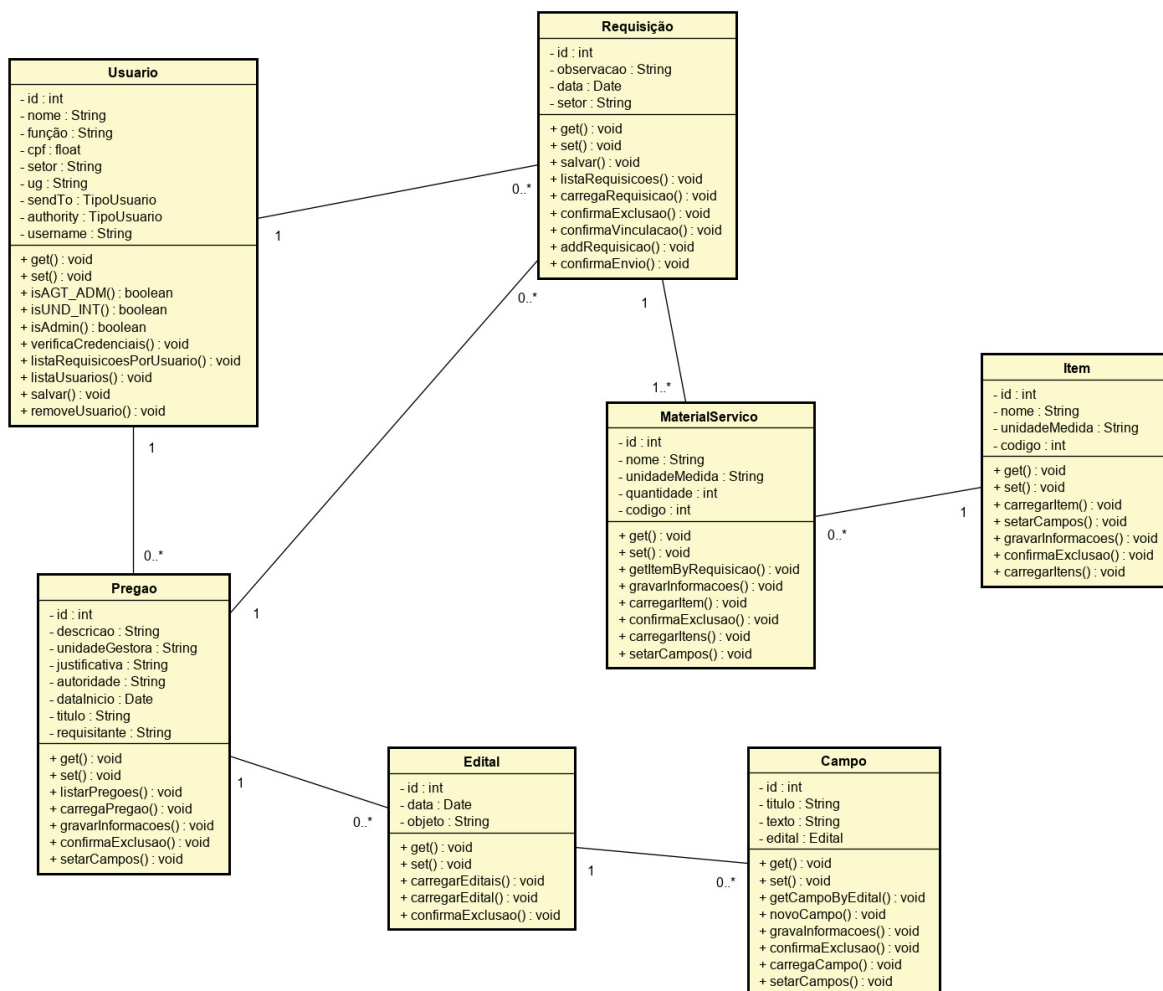 Requisição
- id : int
- observacao : String
- data : Date
- setor : String
+ get() : void
+ set() : void
+ salvar() : void
+ listaRequisicoes() : void
+ carregaRequisicao() : void
+ confirmaExclusao() : void
+ confirmaVinculacao() : void
+ addRequisicao() : void
+ confirmaEnvio() : void
Usuario
- id : int
- nome : String
- função : String
- cpf : float
- setor : String
- ug : String
- sendTo : TipoUsuario
- authority : TipoUsuario
- username : String
+ get() : void
+ set() : void
+ isAGT_ADM() : boolean
+ isUND_INT() : boolean
+ isAdmin() : boolean
+ verificaCredenciais() : void
+ listaRequisicoesPorUsuario() : void
+ listaUsuarios() : void
+ salvar() : void
+ removeUsuario() : void
0..*
1
0..*
1
1..*
1
0..*
1
Item
- id : int
- nome : String
- unidadeMedida : String
- codigo : int
+ get() : void
+ set() : void
+ carregarItem() : void
+ setarCampos() : void
+ gravarInformacoes() : void
+ confirmaExclusao() : void
+ carregarItens() : void
MaterialServico
- id : int
- nome : String
- unidadeMedida : String
- quantidade : int
- codigo : int
+ get() : void
+ set() : void
+ getItemByRequisicao() : void
+ gravarInformacoes() : void
+ carregarItem() : void
+ confirmaExclusao() : void
+ carregarItens() : void
+ setarCampos() : void
0..*
1
Pregao
- id : int
- descricao : String
- unidadeGestora : String
- justificativa : String
- autoridade : String
- dataInicio : Date
- titulo : String
- requisitante : String
+ get() : void
+ set() : void
+ listarPregoes() : void
+ carregaPregao() : void
+ gravarInformacoes() : void
+ confirmaExclusao() : void
+ setarCampos() : void
1
0..*
Edital
- id : int
- data : Date
- objeto : String
+ get() : void
+ set() : void
+ carregarEditais() : void
+ carregarEdital() : void
+ confirmaExclusao() : void
1
0..*
Campo
- id : int
- titulo : String
- texto : String
- edital : Edital
+ get() : void
+ set() : void
+ getCampoByEdital() : void
+ novoCampo() : void
+ gravaInformacoes() : void
+ confirmaExclusao() : void
+ carregaCampo() : void
+ setarCampos() : void